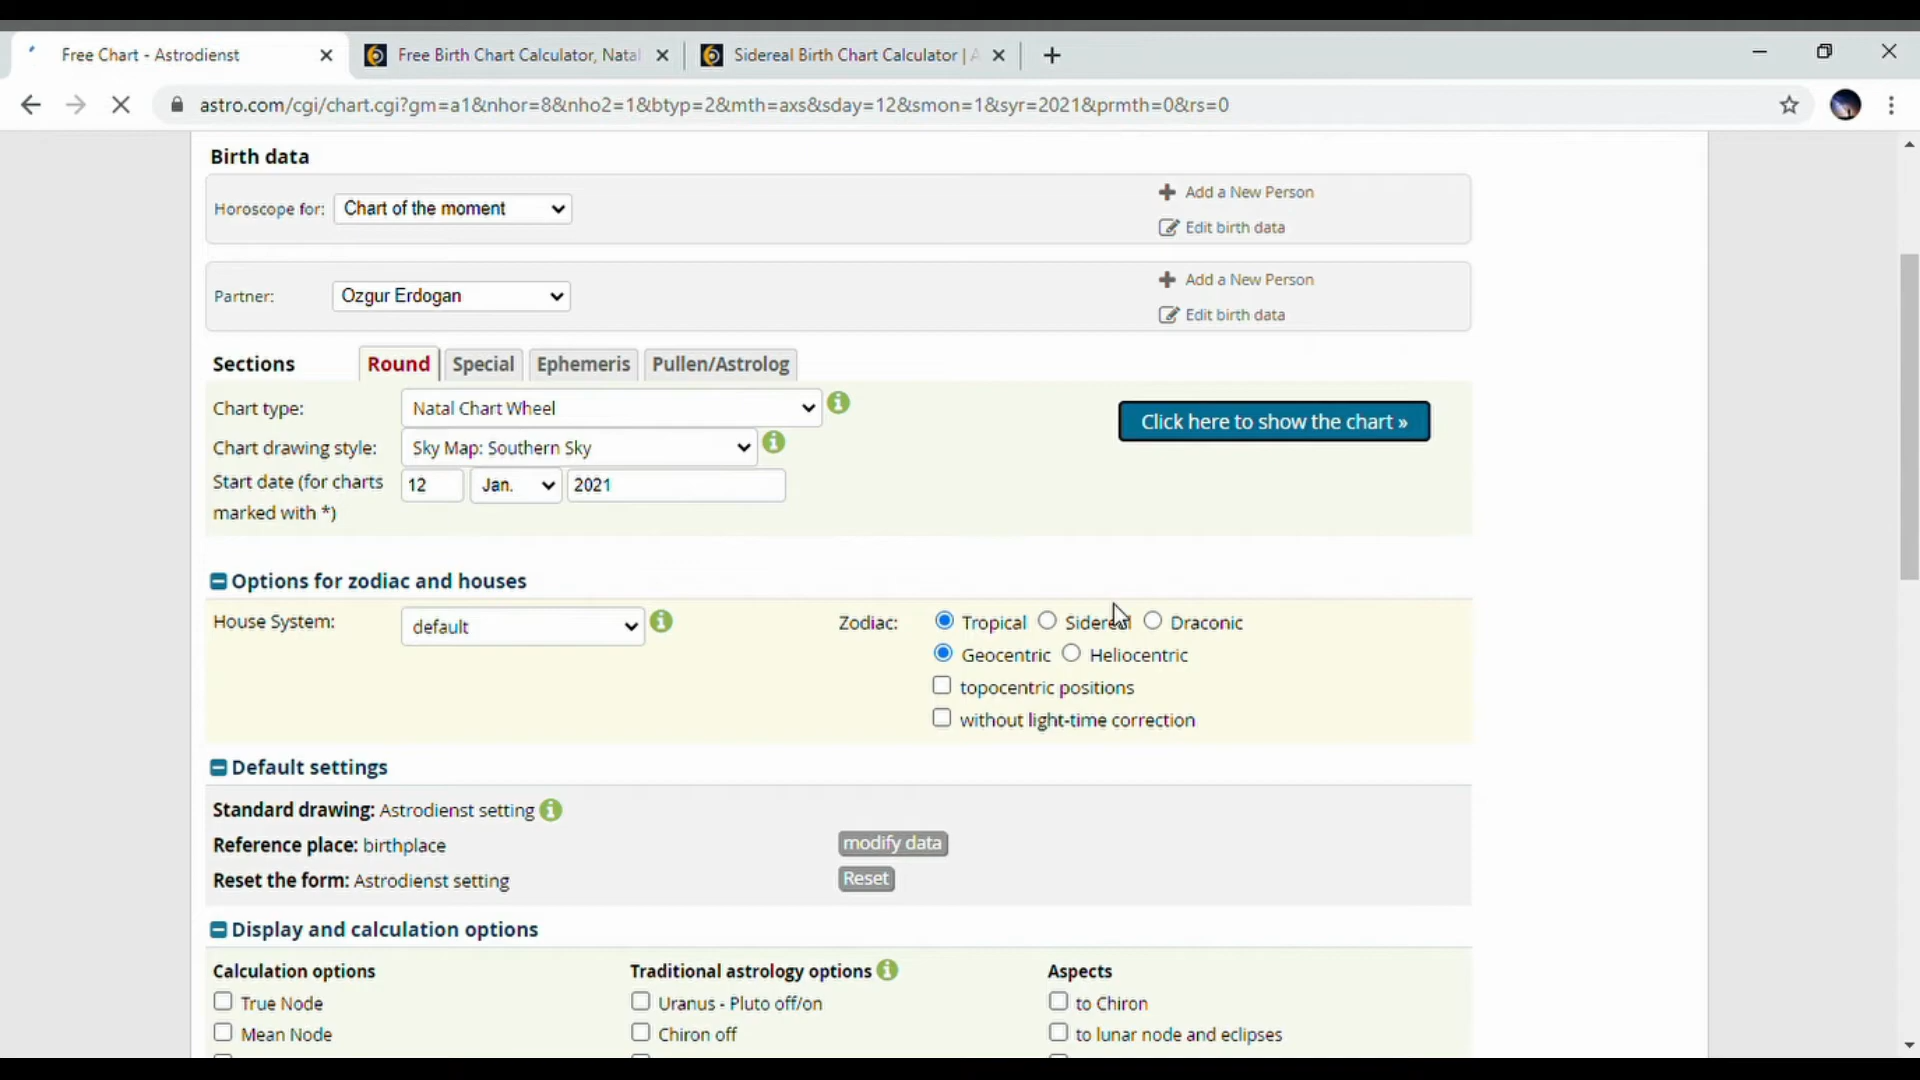 Free Chart - Astrodienst
Free Birth Chart Calculator, Natal
Sidereal Birth Chart Calculator | A
astro.com/cgi/chart.cgi?gm=a1&nhor=8&nho2=1&btyp=2&mth=axs&sday=12&smon=1&syr=2021&prmth=0&rs=0
Birth data
Horoscope for: Chart of the moment
Add a New Person
Edit birth data
Partner: Ozgur Erdogan
Add a New Person
Edit birth data
Sections Round Special Ephemeris Pullen/Astrolog
Chart type: Natal Chart Wheel
Click here to show the chart »
Chart drawing style: Sky Map: Southern Sky
Start date (for charts marked with *) 12 Jan. 2021
Options for zodiac and houses
House System: default
Zodiac: Tropical Sidereal Draconic
Geocentric Heliocentric
topocentric positions
without light-time correction
Default settings
Standard drawing: Astrodienst setting
Reference place: birthplace modify data
Reset the form: Astrodienst setting Reset
Display and calculation options
Calculation options Traditional astrology options Aspects
True Node Uranus - Pluto off/on to Chiron
Mean Node Chiron off to lunar node and eclipses